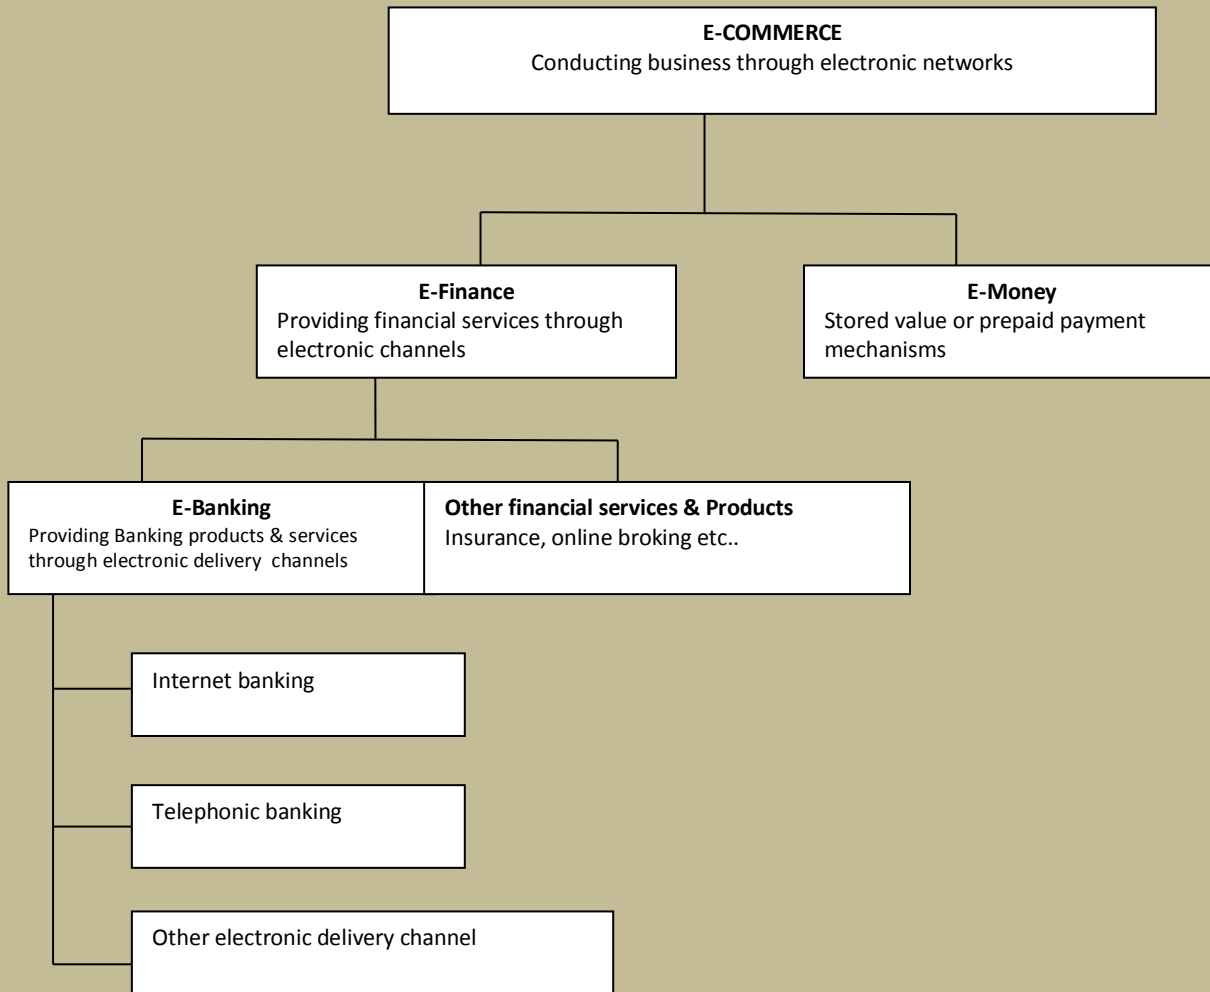 E-COMMERCE
Conducting business through electronic networks
E-Finance
Providing financial services through
electronic channels
E-Money
Stored value or prepaid payment
mechanisms
E-Banking
Providing Banking products & services
through electronic delivery channels
Other financial services & Products
Insurance, online broking etc..
Internet banking
Telephonic banking
Other electronic delivery channel